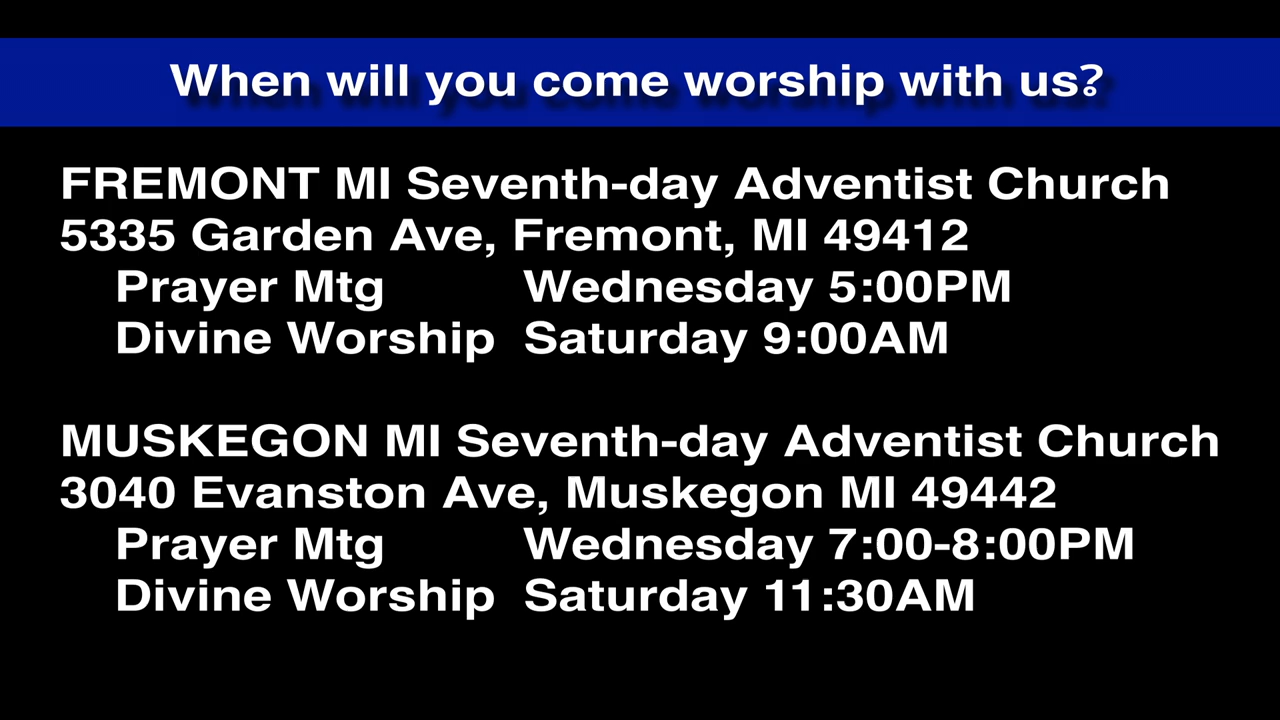 When will you come worship with us?
FREMONT MI Seventh-day Adventist Church
5335 Garden Ave, Fremont, MI 49412
Prayer Mtg Wednesday 5:00PM
Divine Worship Saturday 9:00AM
MUSKEGON MI Seventh-day Adventist Church
3040 Evanston Ave, Muskegon MI 49442
Prayer Mtg Wednesday 7:00-8:00PM
Divine Worship Saturday 11:30AM